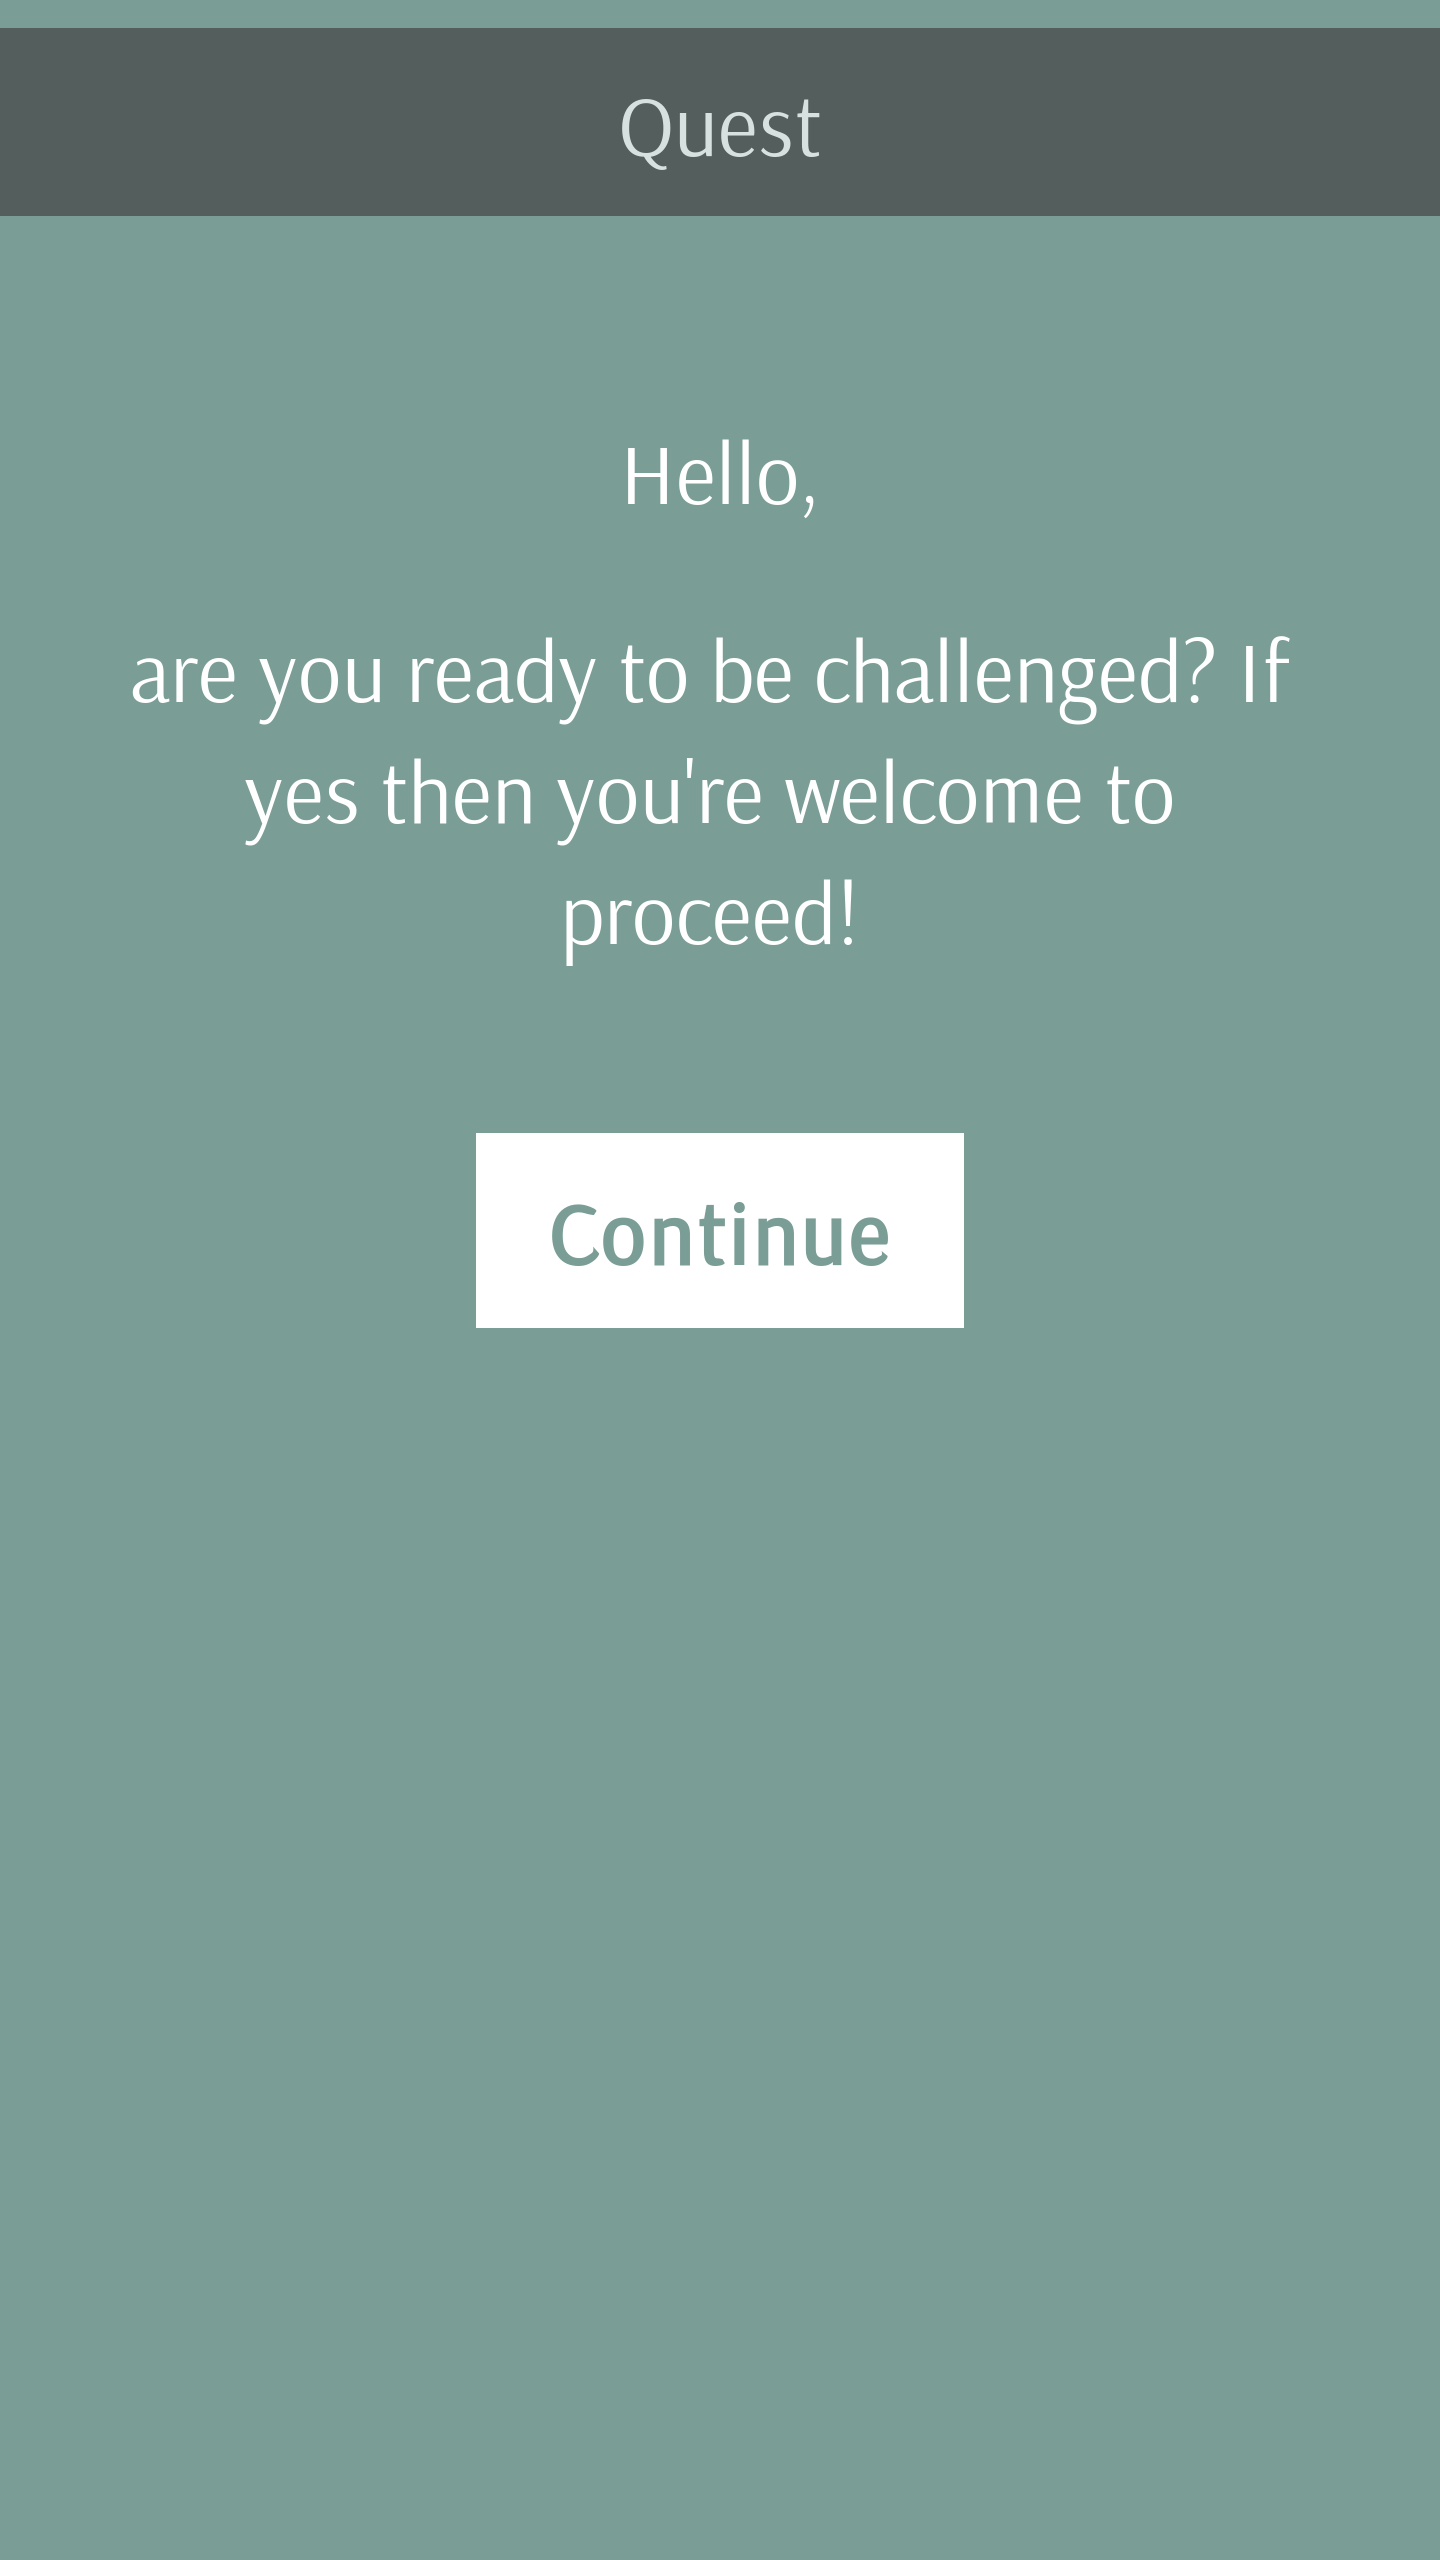 Quest
Hello,
are you ready to be challenged? If
yes then you're welcome to
proceed!
Continue